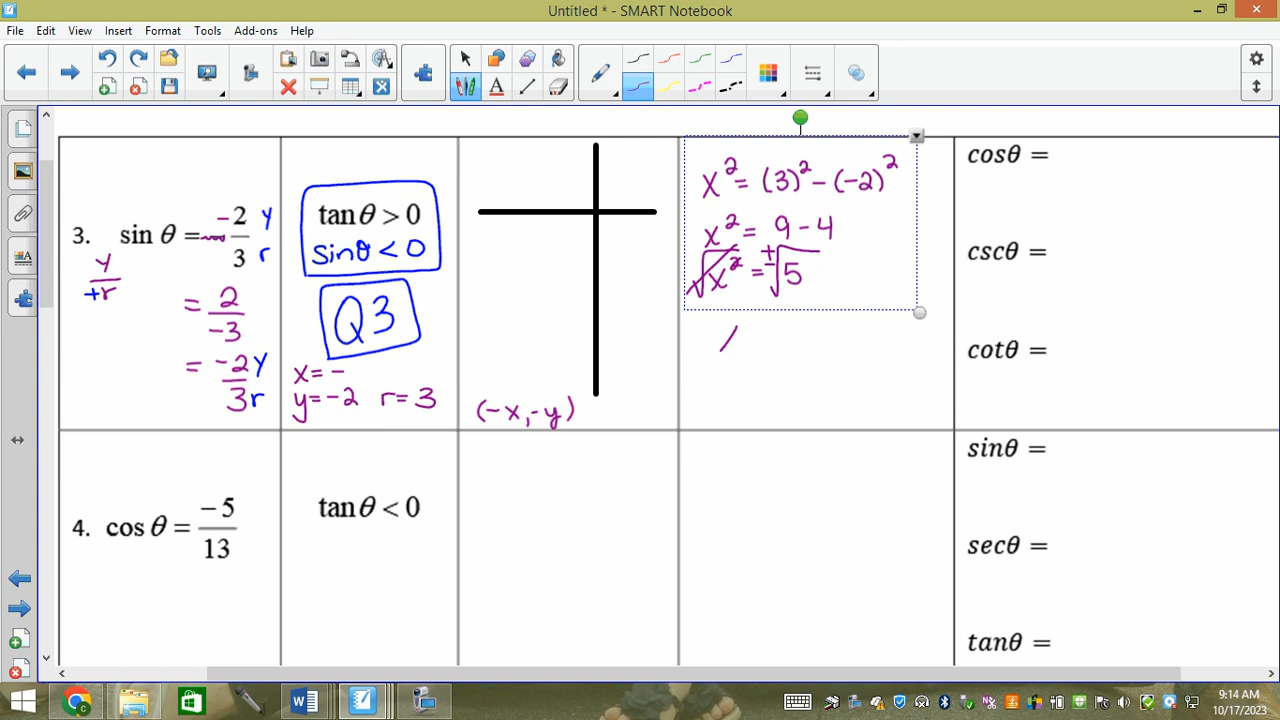 Untitled * - SMART Notebook
File Edit View Insert Format Tools Add-ons Help
3. sin θ = -2/3 y/r
y/+r
= 2/-3
= -2/3 y/r
tan θ > 0
sinθ < 0
Q3
x = -
y = -2 r = 3
(-x, -y)
x² = (3)² - (-2)²
x² = 9 - 4
√x² = ±√5
cosθ =
cscθ =
cotθ =
4. cos θ = -5/13
tan θ < 0
sinθ =
secθ =
tanθ =
9:14 AM
10/17/2023